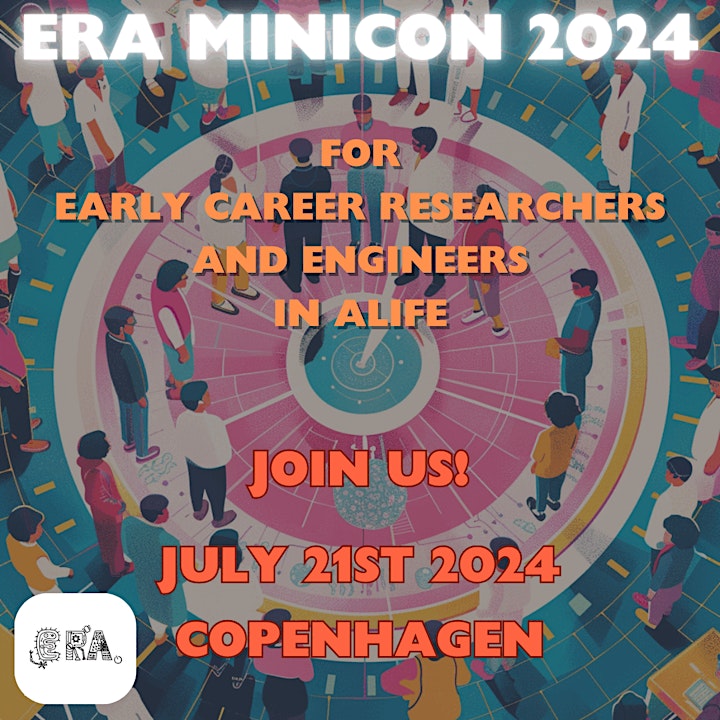 ERA MINICON 2024
FOR
EARLY CAREER RESEARCHERS
AND ENGINEERS
IN ALIFE
JOIN US!
JULY 21ST 2024
COPENHAGEN
ERA.